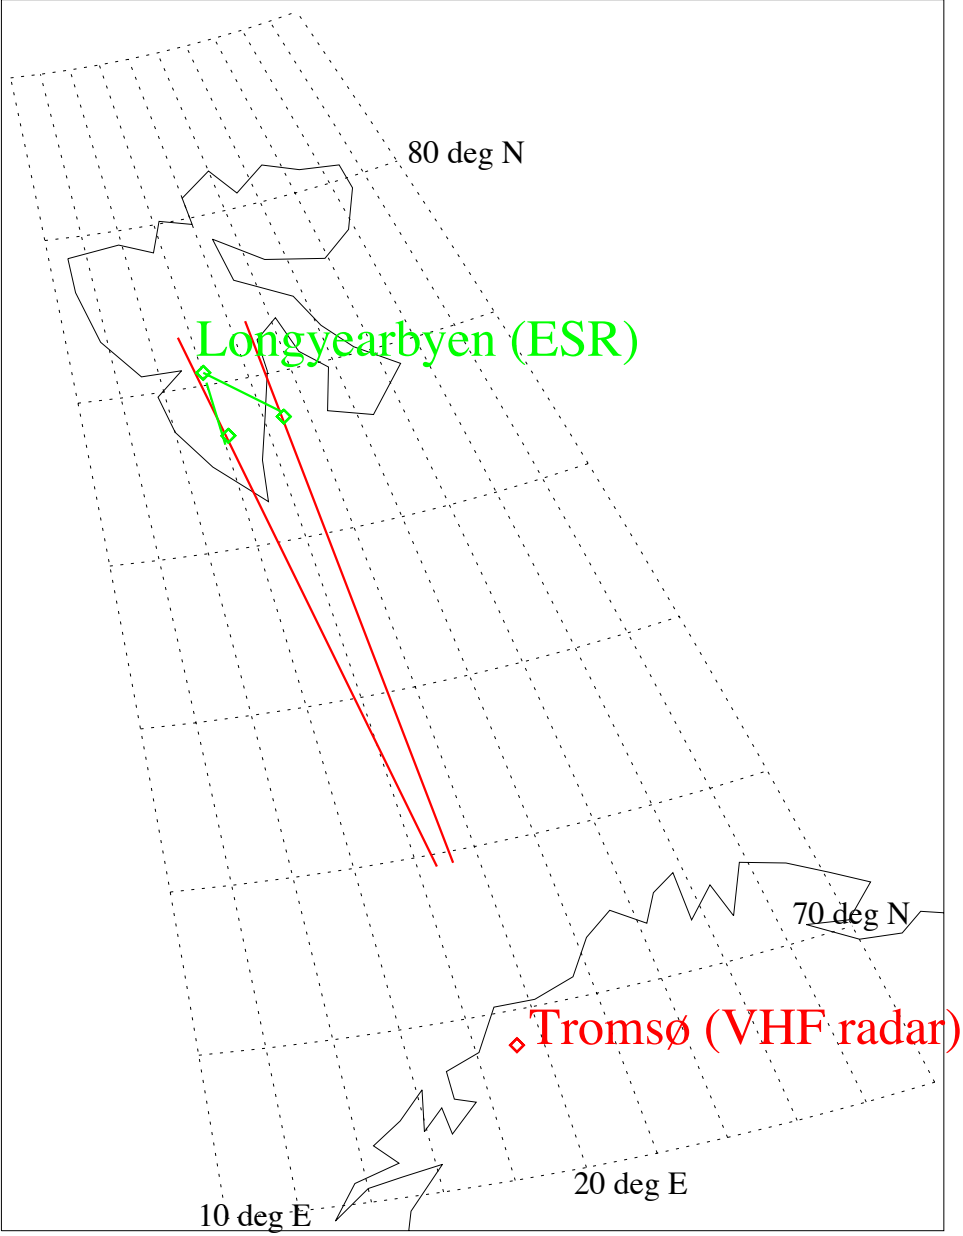 80 deg N
Longyearbyen (ESR)
70 deg N
Tromsø (VHF radar)
20 deg E
10 deg E